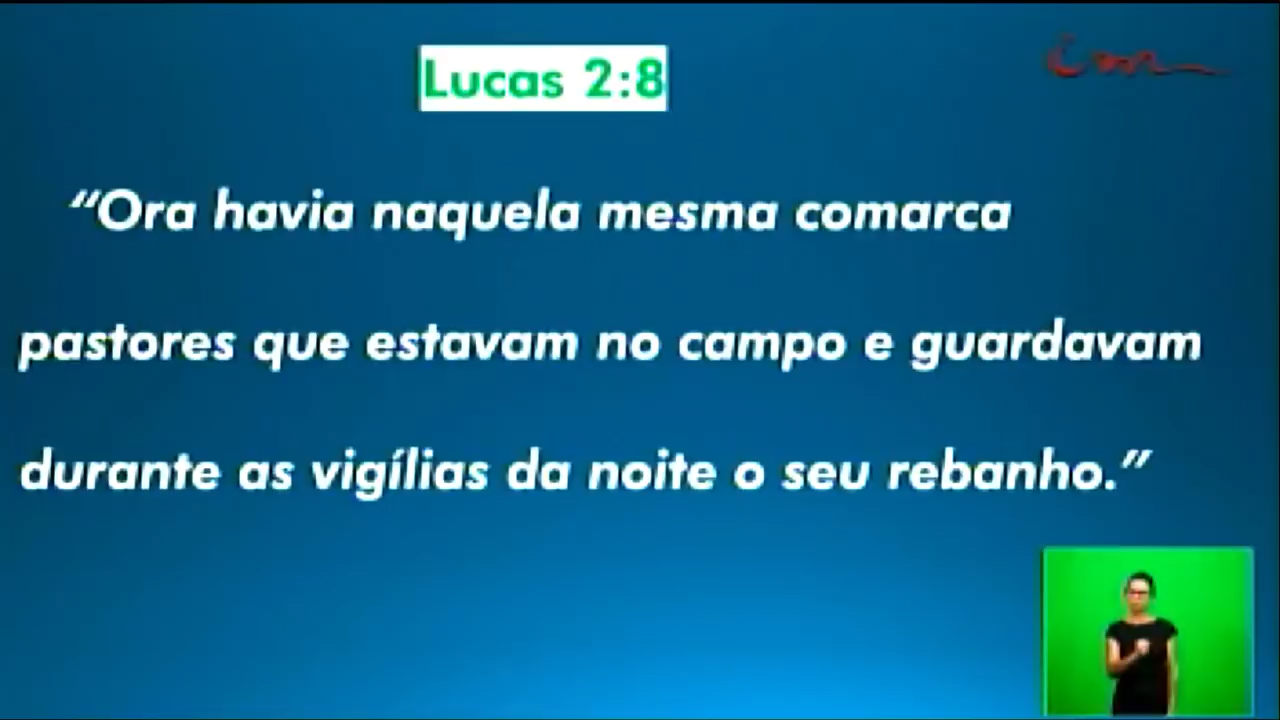 Lucas 2:8
“Ora havia naquela mesma comarca
pastores que estavam no campo e guardavam
durante as vigílias da noite o seu rebanho.”